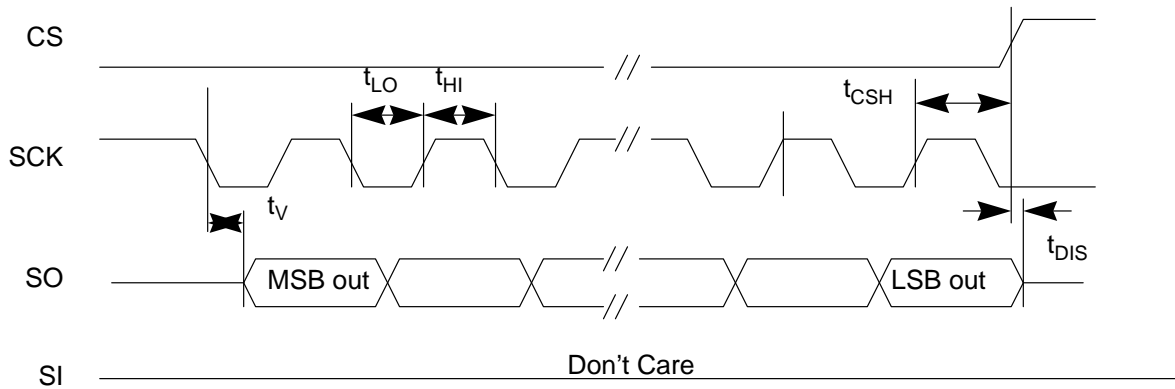 CS
tLO
tHI
tCSH
SCK
tV
tDIS
SO
MSB out
LSB out
Don't Care
SI